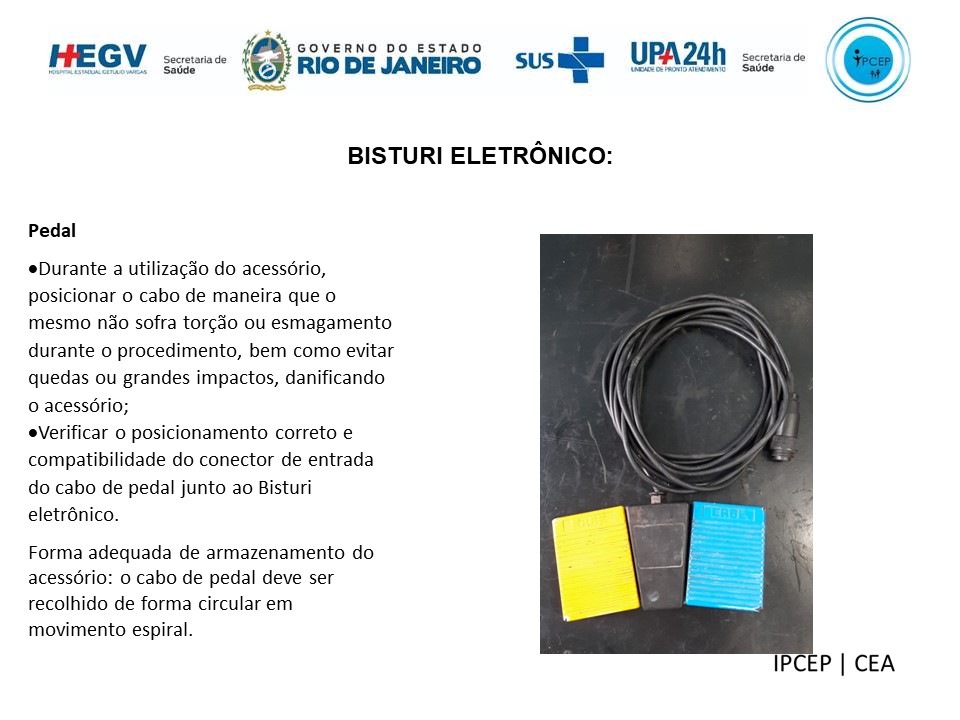 HEGV
HOSPITAL ESTADUAL GETULIO VARGAS
Secretaria de
Saúde
GOVERNO DO ESTADO
RIO DE JANEIRO
SUS
UPA24h
UNIDADE DE PRONTO ATENDIMENTO
Secretaria de
Saúde
IPCEP
BISTURI ELETRÔNICO:
Pedal
•Durante a utilização do acessório,
posicionar o cabo de maneira que o
mesmo não sofra torção ou esmagamento
durante o procedimento, bem como evitar
quedas ou grandes impactos, danificando
o acessório;
•Verificar o posicionamento correto e
compatibilidade do conector de entrada
do cabo de pedal junto ao Bisturi
eletrônico.
Forma adequada de armazenamento do
acessório: o cabo de pedal deve ser
recolhido de forma circular em
movimento espiral.
IPCEP | CEA